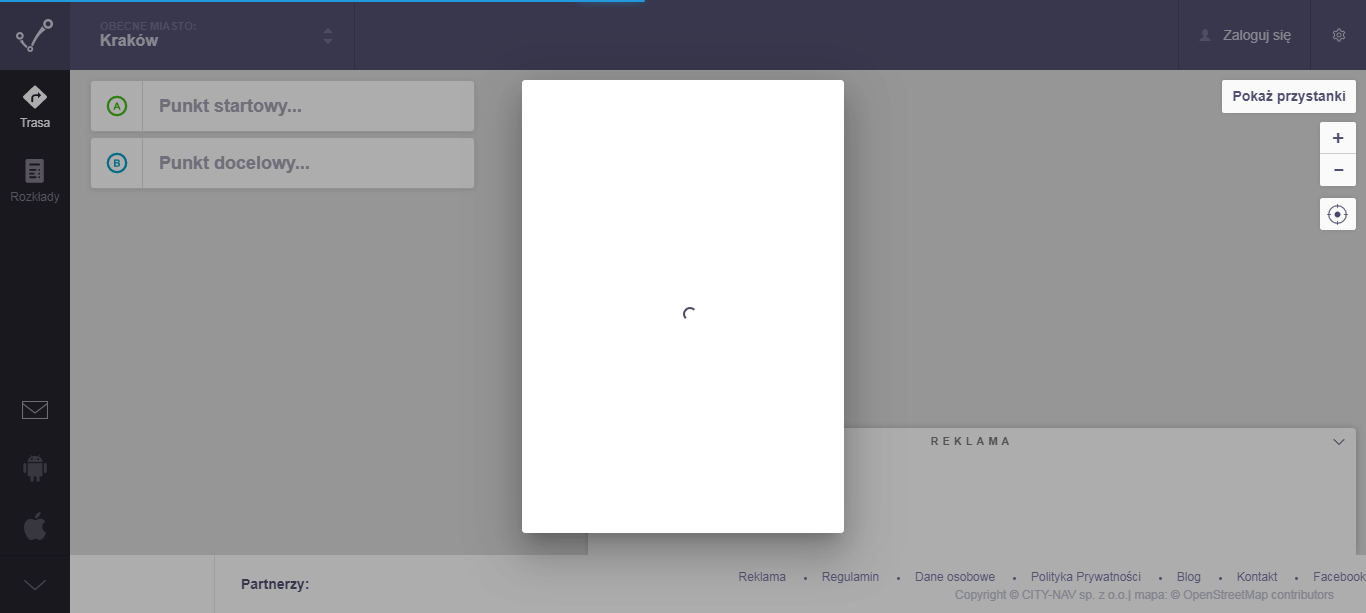 OBECNE MIASTO:
Kraków
Zaloguj się
Trasa
Rozkłady
A
Punkt startowy...
B
Punkt docelowy...
Pokaż przystanki
+
−
REKLAMA
Partnerzy:
Reklama • Regulamin • Dane osobowe • Polityka Prywatności • Blog • Kontakt • Facebook
Copyright © CITY-NAV sp. z o.o.| mapa: © OpenStreetMap contributors